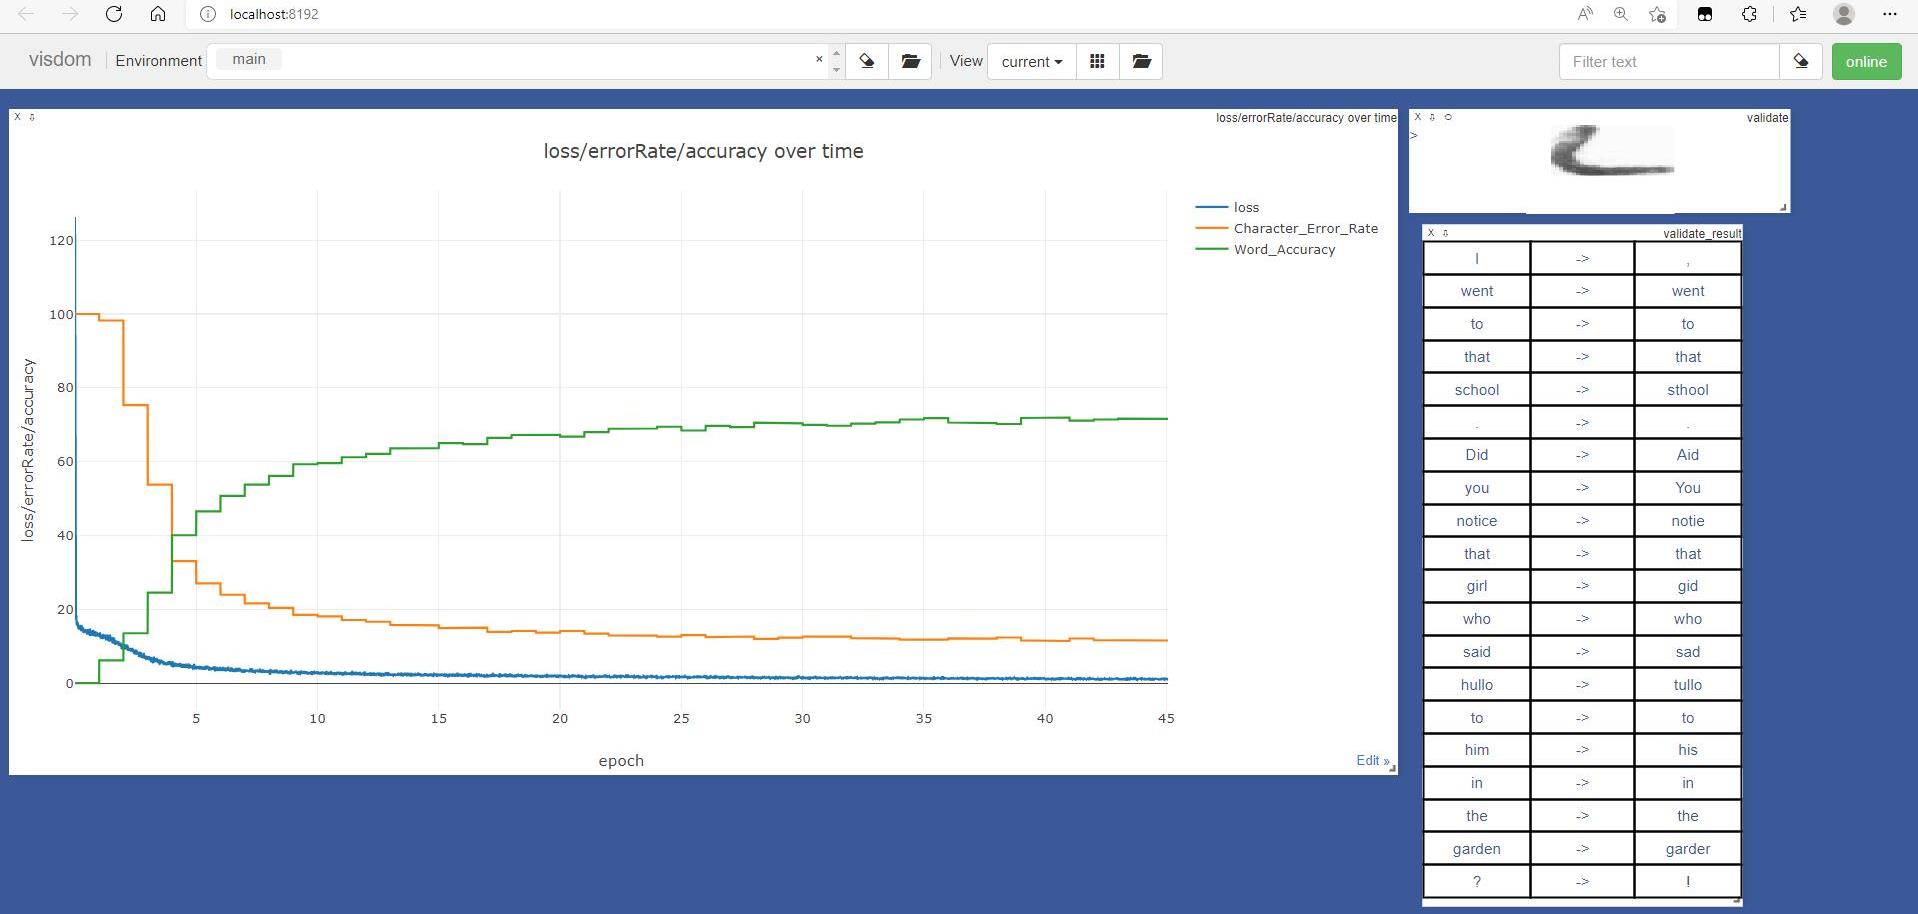 localhost:8192
visdom Environment main × View current Filter text online
X loss/errorRate/accuracy over time
loss/errorRate/accuracy over time
loss
Character_Error_Rate
Word_Accuracy
loss/errorRate/accuracy
120
100
80
60
40
20
0
5 10 15 20 25 30 35 40 45
epoch
Edit »
X validate
>
X validate_result
I -> ,
went -> went
to -> to
that -> that
school -> sthool
. -> .
Did -> Aid
you -> You
notice -> notie
that -> that
girl -> gid
who -> who
said -> sad
hullo -> tullo
to -> to
him -> his
in -> in
the -> the
garden -> garder
? -> !